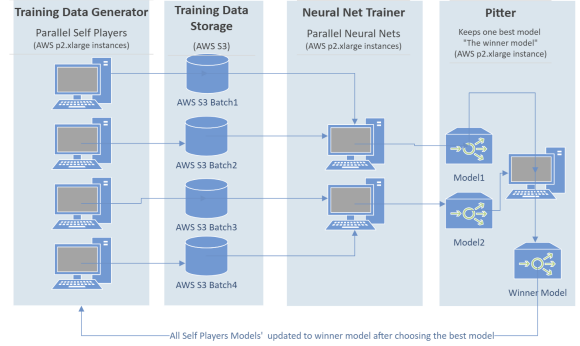 Training Data Generator
Parallel Self Players
(AWS p2.xlarge instances)
Training Data
Storage
(AWS S3)
AWS S3 Batch1
AWS S3 Batch2
AWS S3 Batch3
AWS S3 Batch4
Neural Net Trainer
Parallel Neural Nets
(AWS p2.xlarge instances)
Pitter
Keeps one best model
"The winner model"
(AWS p2.xlarge instance)
Model1
Model2
Winner Model
All Self Players Models' updated to winner model after choosing the best model